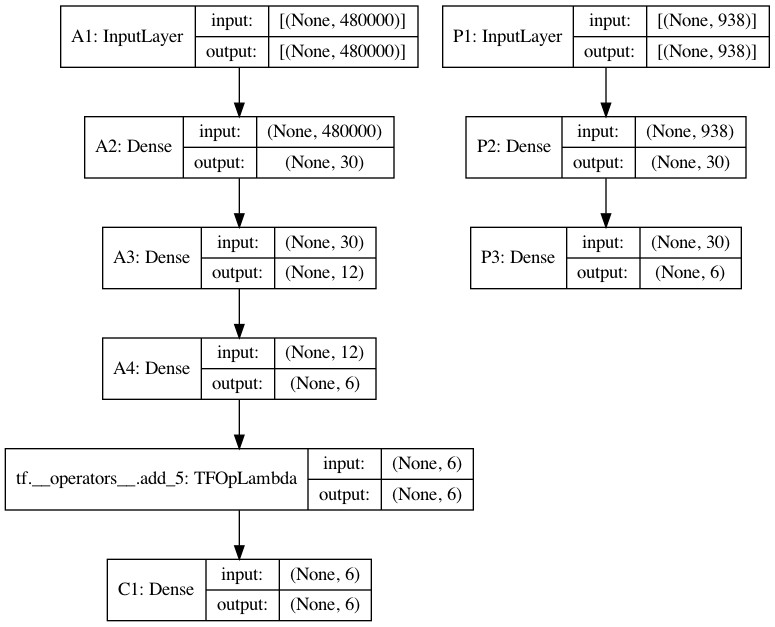 A1: InputLayer
input:
[(None, 480000)]
output:
[(None, 480000)]
P1: InputLayer
input:
[(None, 938)]
output:
[(None, 938)]
A2: Dense
input:
(None, 480000)
output:
(None, 30)
P2: Dense
input:
(None, 938)
output:
(None, 30)
A3: Dense
input:
(None, 30)
output:
(None, 12)
P3: Dense
input:
(None, 30)
output:
(None, 6)
A4: Dense
input:
(None, 12)
output:
(None, 6)
tf.__operators__.add_5: TFOpLambda
input:
(None, 6)
output:
(None, 6)
C1: Dense
input:
(None, 6)
output:
(None, 6)